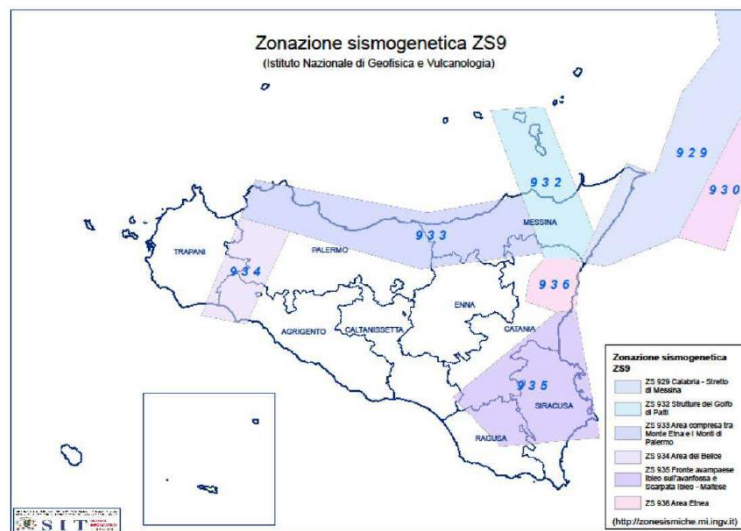 Zonazione sismogenetica ZS9
(Istituto Nazionale di Geofisica e Vulcanologia)
929
932
930
MESSINA
TRAPANI
PALERMO
933
934
936
ENNA
CATANIA
AGRIGENTO
CALTANISSETTA
935
SIRACUSA
RAGUSA
Zonazione sismogenetica
ZS9
ZS 929 Calabria - Stretto
di Messina
ZS 932 Strutture del Golfo
di Patti
ZS 933 Area compresa tra
Monte Etna e i Monti di
Palermo
ZS 934 Area del Belice
ZS 935 Fronte avampaese
Ibleo sull'avanfossa e
Scarpata Ibleo - Maltese
ZS 936 Area Etnea
(http://zonesismiche.mi.ingv.it)
SIT